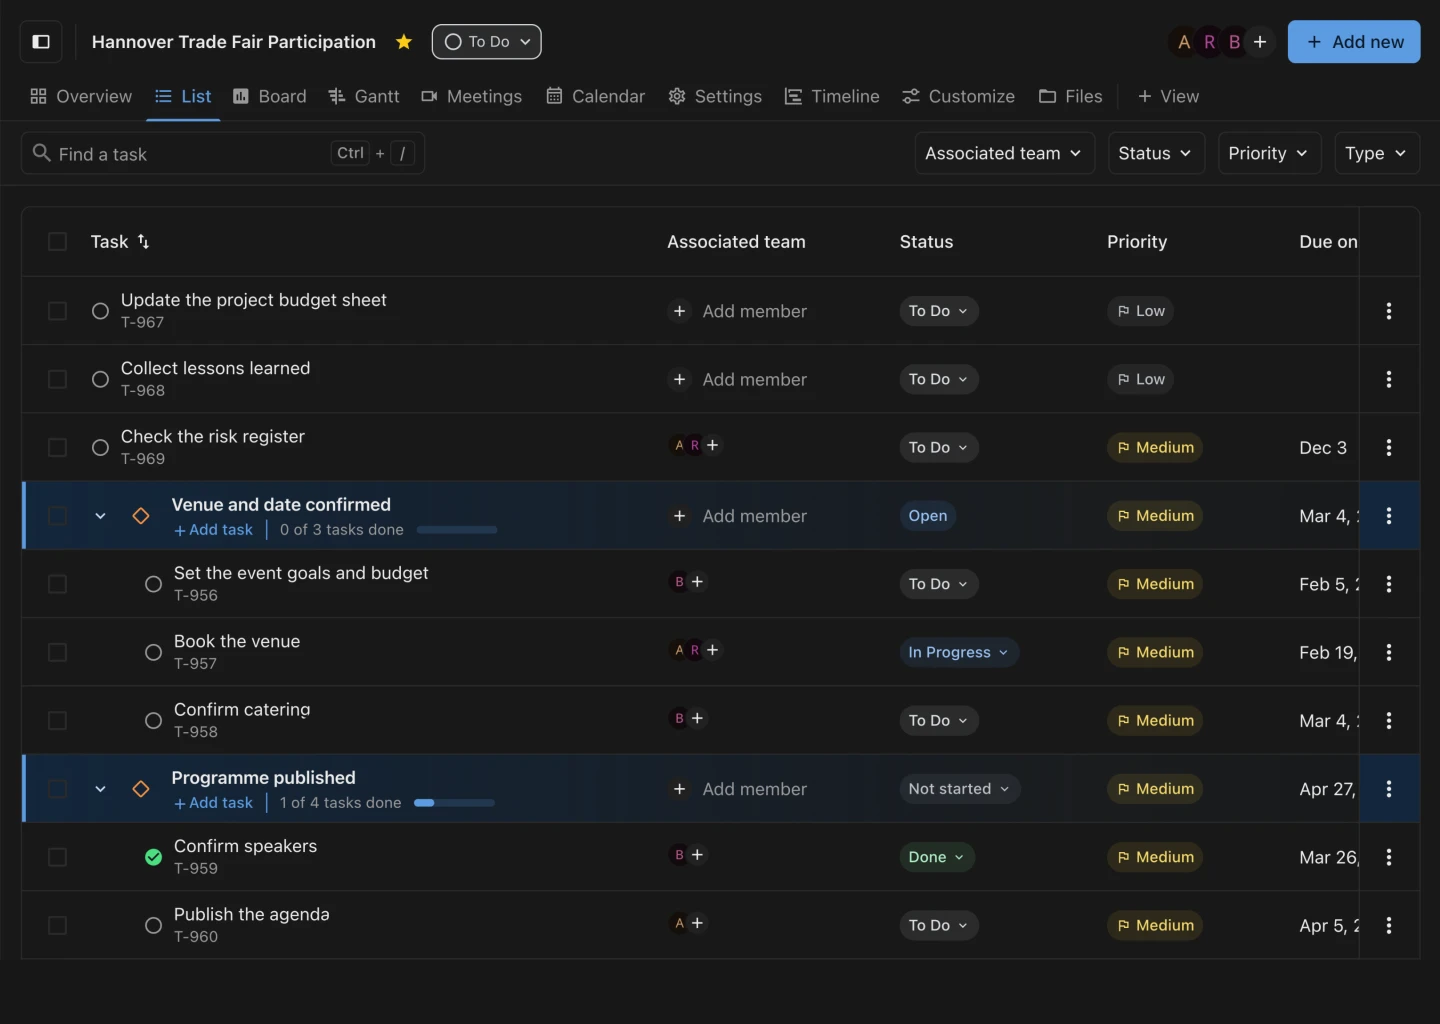 Hannover Trade Fair Participation
To Do
A R B +
+ Add new
Overview
List
Board
Gantt
Meetings
Calendar
Settings
Timeline
Customize
Files
+ View
Find a task
Ctrl + /
Associated team
Status
Priority
Type
Task
Associated team
Status
Priority
Due on
Update the project budget sheet
T-967
+ Add member
To Do
Low
Collect lessons learned
T-968
+ Add member
To Do
Low
Check the risk register
T-969
A R +
To Do
Medium
Dec 3
Venue and date confirmed
+ Add task
0 of 3 tasks done
+ Add member
Open
Medium
Mar 4,
Set the event goals and budget
T-956
B +
To Do
Medium
Feb 5,
Book the venue
T-957
A R +
In Progress
Medium
Feb 19,
Confirm catering
T-958
B +
To Do
Medium
Mar 4,
Programme published
+ Add task
1 of 4 tasks done
+ Add member
Not started
Medium
Apr 27,
Confirm speakers
T-959
B +
Done
Medium
Mar 26,
Publish the agenda
T-960
A +
To Do
Medium
Apr 5,